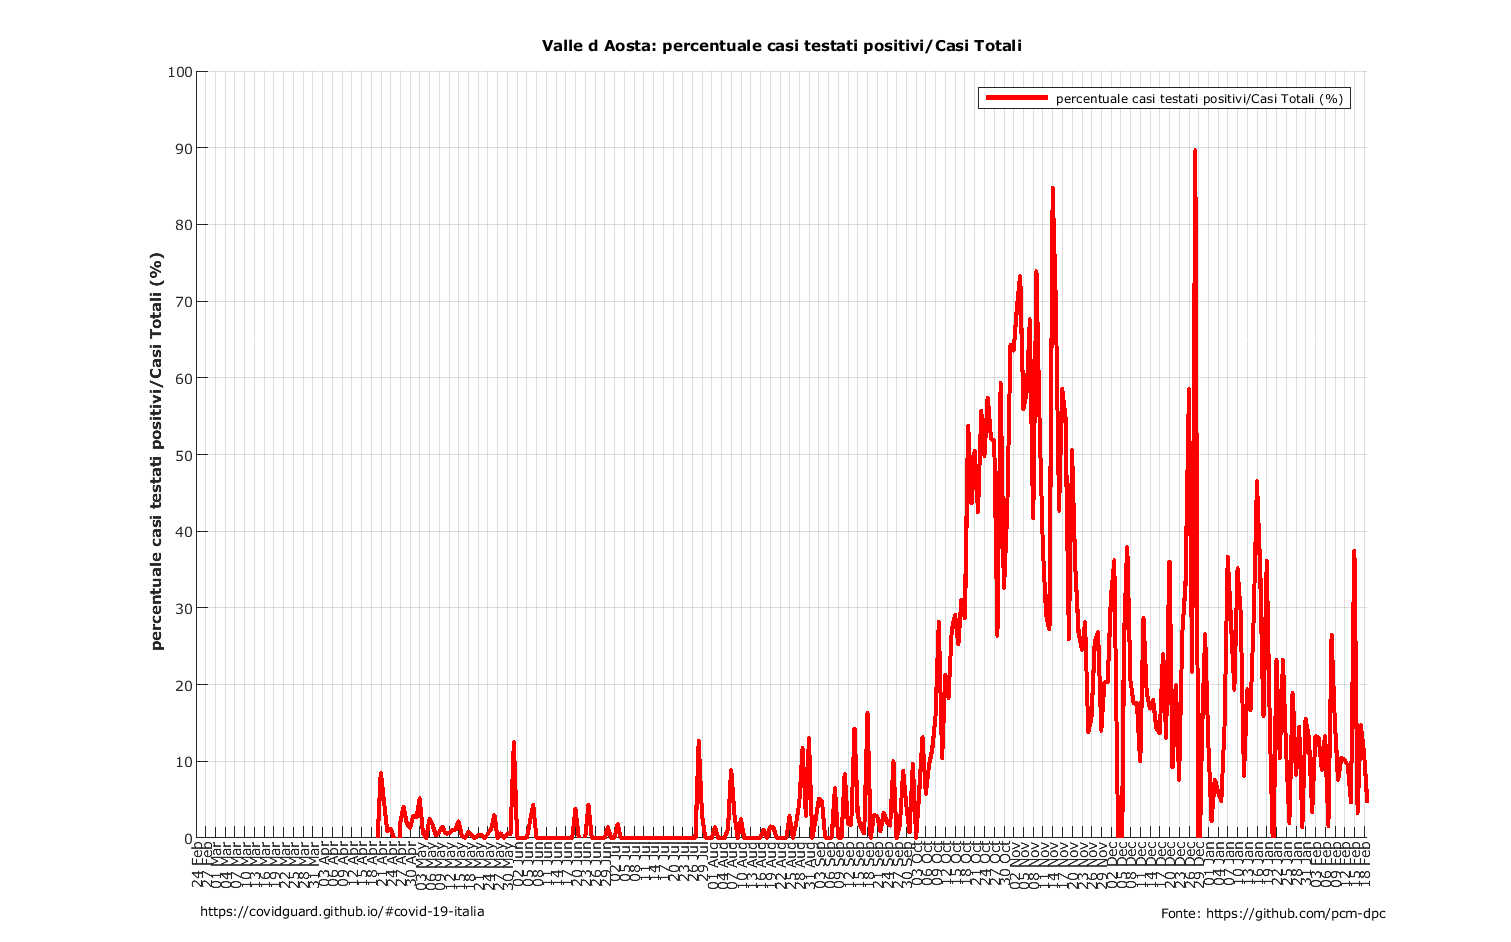 Valle d Aosta: percentuale casi testati positivi/Casi Totali
percentuale casi testati positivi/Casi Totali (%)
percentuale casi testati positivi/Casi Totali (%)
100
90
80
70
60
50
40
30
20
10
0
24 Feb
27 Feb
01 Mar
04 Mar
07 Mar
10 Mar
13 Mar
16 Mar
19 Mar
22 Mar
25 Mar
28 Mar
31 Mar
03 Apr
06 Apr
09 Apr
12 Apr
15 Apr
18 Apr
21 Apr
24 Apr
27 Apr
30 Apr
03 May
06 May
09 May
12 May
15 May
18 May
21 May
24 May
27 May
30 May
02 Jun
05 Jun
08 Jun
11 Jun
14 Jun
17 Jun
20 Jun
23 Jun
26 Jun
29 Jun
02 Jul
05 Jul
08 Jul
11 Jul
14 Jul
17 Jul
20 Jul
23 Jul
26 Jul
29 Jul
01 Aug
04 Aug
07 Aug
10 Aug
13 Aug
16 Aug
19 Aug
22 Aug
25 Aug
28 Aug
31 Aug
03 Sep
06 Sep
09 Sep
12 Sep
15 Sep
18 Sep
21 Sep
24 Sep
27 Sep
30 Sep
03 Oct
06 Oct
09 Oct
12 Oct
15 Oct
18 Oct
21 Oct
24 Oct
27 Oct
30 Oct
02 Nov
05 Nov
08 Nov
11 Nov
14 Nov
17 Nov
20 Nov
23 Nov
26 Nov
29 Nov
02 Dec
05 Dec
08 Dec
11 Dec
14 Dec
17 Dec
20 Dec
23 Dec
26 Dec
29 Dec
01 Jan
04 Jan
07 Jan
10 Jan
13 Jan
16 Jan
19 Jan
22 Jan
25 Jan
28 Jan
31 Jan
03 Feb
06 Feb
09 Feb
12 Feb
15 Feb
18 Feb
https://covidguard.github.io/#covid-19-italia
Fonte: https://github.com/pcm-dpc